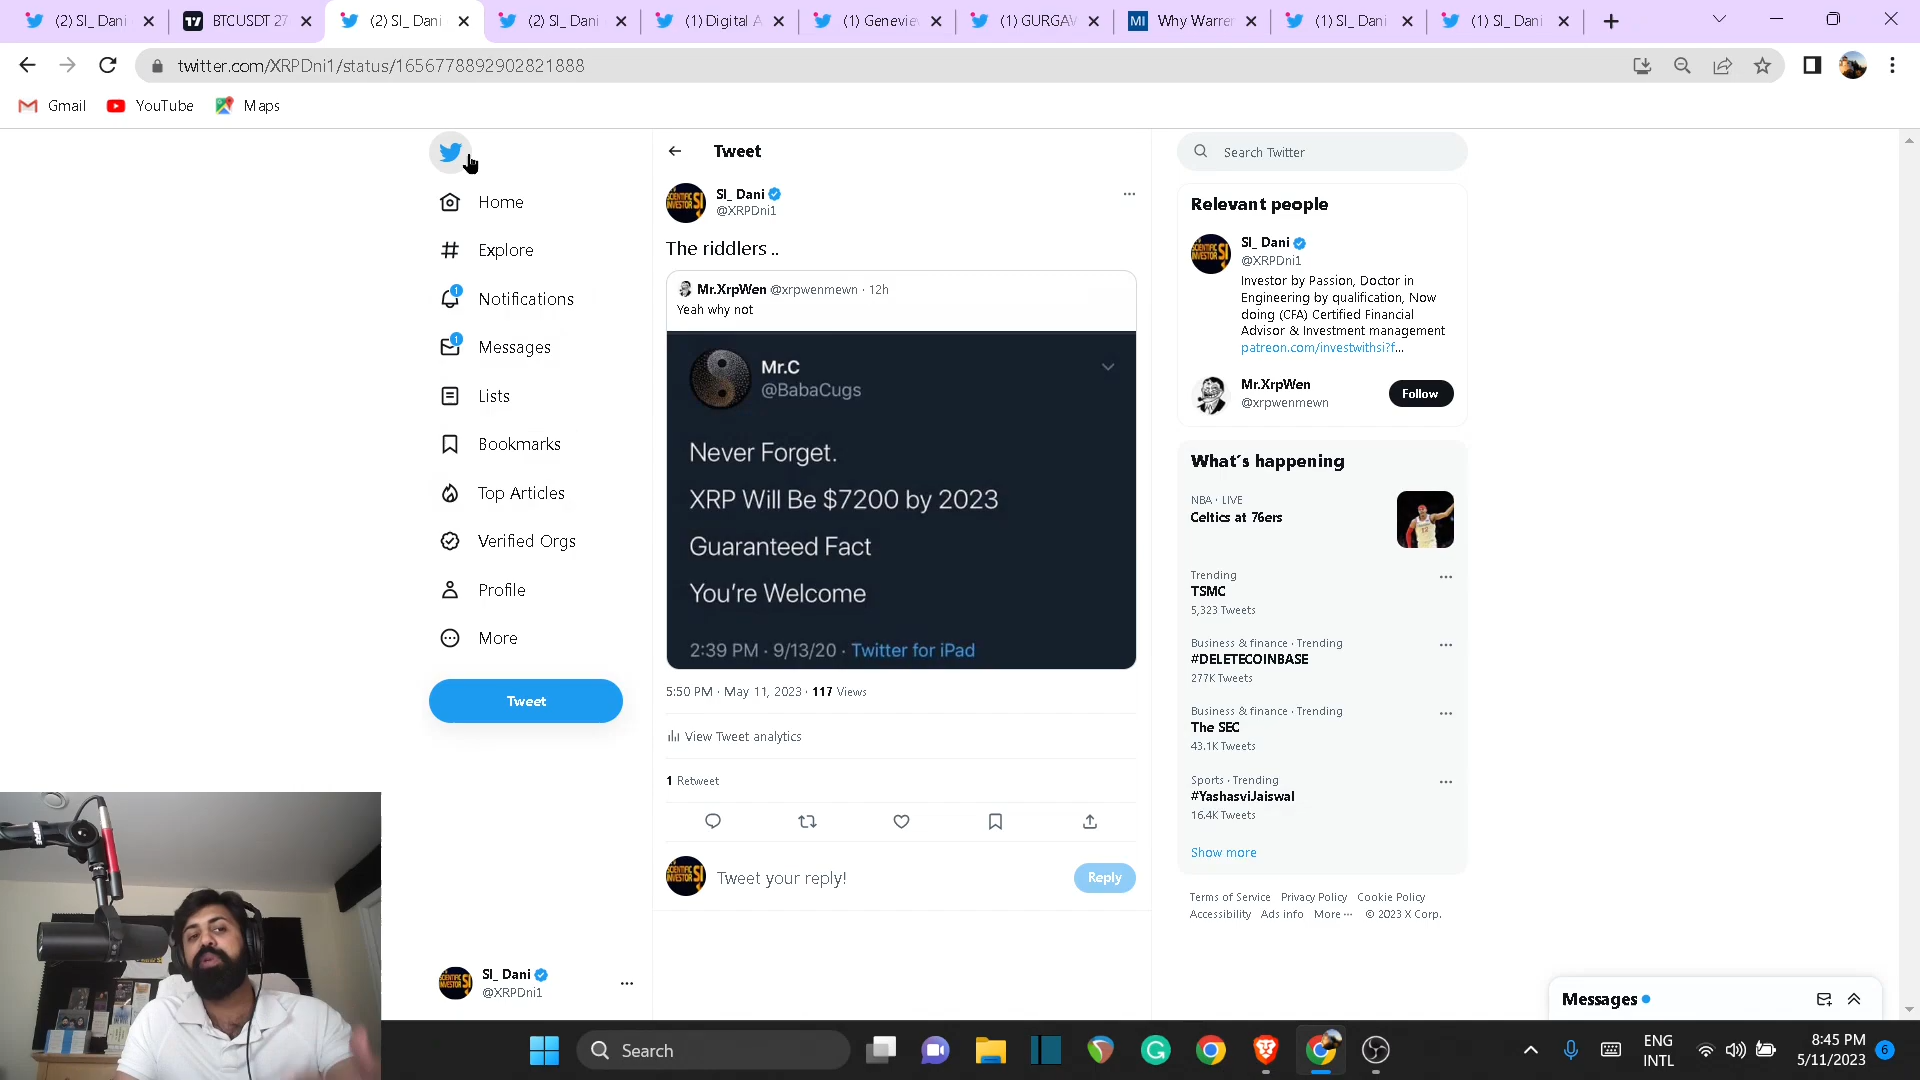 (2) SI_ Dani
BTCUSDT 27
(2) SI_ Dani
(2) SI_ Dani
(1) Digital A
(1) Genevie
(1) GURGAV
MI Why Warren
(1) SI_ Dani
(1) SI_ Dani
twitter.com/XRPDni1/status/1656778892902821888
Gmail
YouTube
Maps
Home
Explore
Notifications
Messages
Lists
Bookmarks
Top Articles
Verified Orgs
Profile
More
Tweet
SI_ Dani
@XRPDni1
Tweet
SI_ Dani
@XRPDni1
The riddlers ..
Mr.XrpWen @xrpwenmewn · 12h
Yeah why not
Mr.C
@BabaCugs
Never Forget.
XRP Will Be $7200 by 2023
Guaranteed Fact
You're Welcome
2:39 PM · 9/13/20 · Twitter for iPad
5:50 PM · May 11, 2023 · 117 Views
View Tweet analytics
1 Retweet
Tweet your reply!
Reply
Search Twitter
Relevant people
SI_ Dani
@XRPDni1
Investor by Passion, Doctor in
Engineering by qualification, Now
doing (CFA) Certified Financial
Advisor & Investment management
patreon.com/investwithsi?f...
Mr.XrpWen
@xrpwenmewn
Follow
What's happening
NBA · LIVE
Celtics at 76ers
Trending
TSMC
5,323 Tweets
Business & finance · Trending
#DELETECOINBASE
277K Tweets
Business & finance · Trending
The SEC
43.1K Tweets
Sports · Trending
#YashasviJaiswal
16.4K Tweets
Show more
Terms of Service Privacy Policy Cookie Policy
Accessibility Ads info More ··· © 2023 X Corp.
Messages
Search
ENG
INTL
8:45 PM
5/11/2023
6